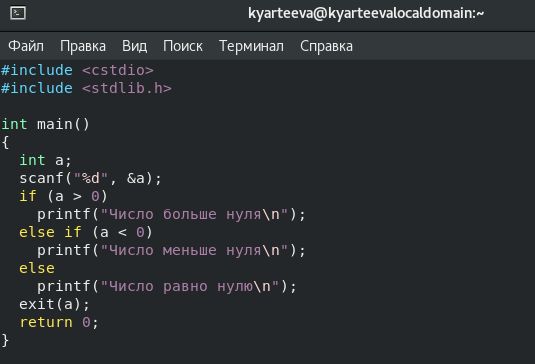 kyarteeva@kyarteevalocaldomain:~
Файл Правка Вид Поиск Терминал Справка
#include <cstdio>
#include <stdlib.h>

int main()
{
  int a;
  scanf("%d", &a);
  if (a > 0)
    printf("Число больше нуля\n");
  else if (a < 0)
    printf("Число меньше нуля\n");
  else
    printf("Число равно нулю\n");
  exit(a);
  return 0;
}